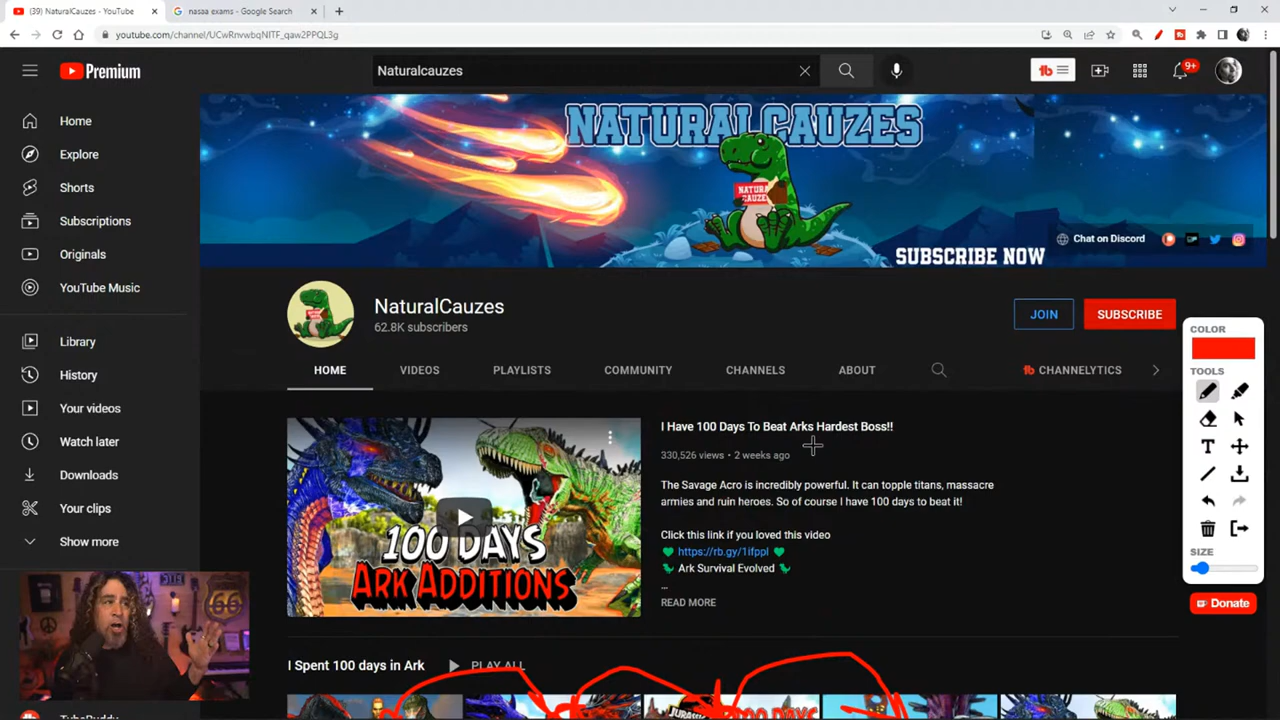 (39) NaturalCauzes - YouTube
nasaa exams - Google Search
youtube.com/channel/UCwRnvwbqNITF_qaw2PPQL3g
Premium
Naturalcauzes
9+
Home
Explore
Shorts
Subscriptions
Originals
YouTube Music
Library
History
Your videos
Watch later
Downloads
Your clips
Show more
NATURALCAUZES
NATURAL
CAUZE
SUBSCRIBE NOW
Chat on Discord
NaturalCauzes
62.8K subscribers
JOIN
SUBSCRIBE
HOME
VIDEOS
PLAYLISTS
COMMUNITY
CHANNELS
ABOUT
CHANNELYTICS
100 DAYS
ARK ADDITIONS
I Have 100 Days To Beat Arks Hardest Boss!!
330,526 views • 2 weeks ago
The Savage Acro is incredibly powerful. It can topple titans, massacre
armies and ruin heroes. So of course I have 100 days to beat it!
Click this link if you loved this video
https://rb.gy/1ifppl
Ark Survival Evolved
...
READ MORE
I Spent 100 days in Ark
PLAY ALL
COLOR
TOOLS
SIZE
Donate
66